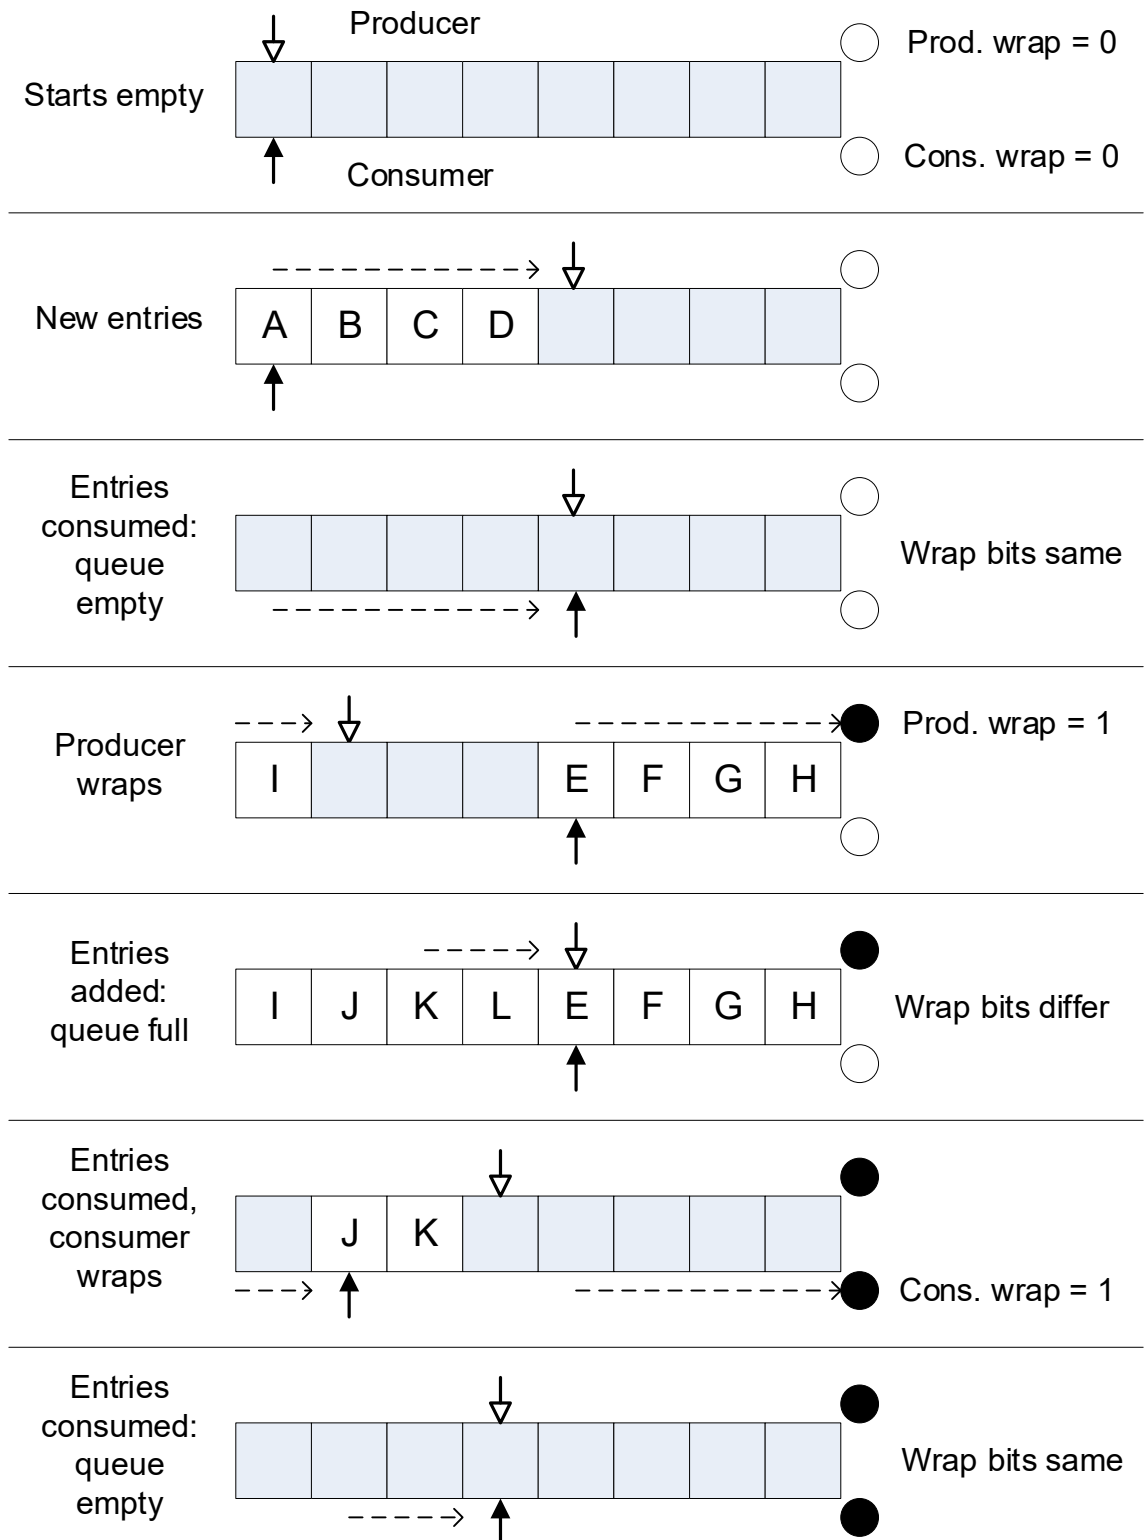 Producer
Prod. wrap = 0
Starts empty
Cons. wrap = 0
Consumer
New entries
A B C D
Entries
consumed:
queue
empty
Wrap bits same
Producer
wraps
Prod. wrap = 1
I E F G H
Entries
added:
queue full
I J K L E F G H
Wrap bits differ
Entries
consumed,
consumer
wraps
J K
Cons. wrap = 1
Entries
consumed:
queue
empty
Wrap bits same